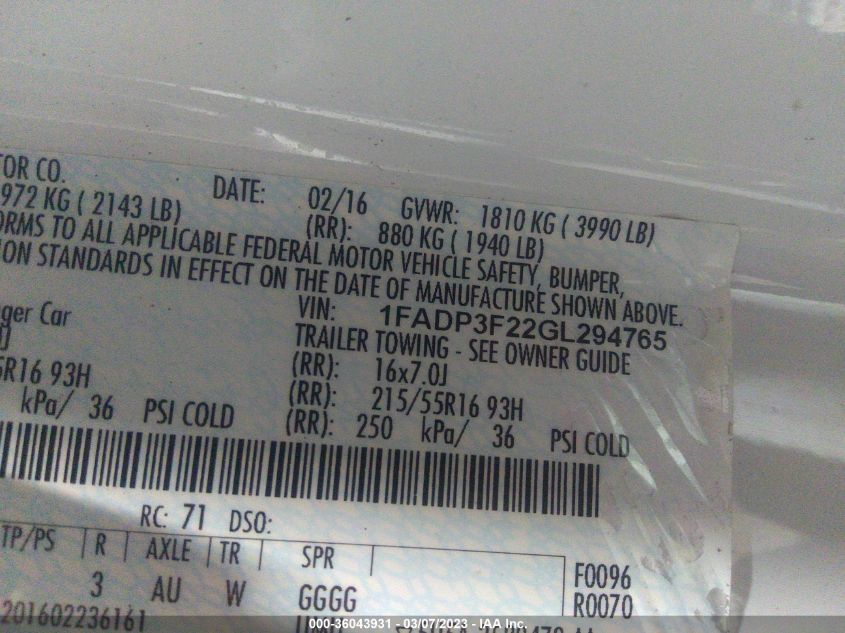 TOR CO.
DATE: 02/16 GVWR: 1810 KG ( 3990 LB)
972 KG ( 2143 LB) (RR): 880 KG ( 1940 LB)
ORMS TO ALL APPLICABLE FEDERAL MOTOR VEHICLE SAFETY, BUMPER,
ION STANDARDS IN EFFECT ON THE DATE OF MANUFACTURE SHOWN ABOVE.
VIN: 1FADP3F22GL294765
ger Car TRAILER TOWING - SEE OWNER GUIDE
(RR): 16x7.0J
5R16 93H (RR): 215/55R16 93H
kPa/ 36 PSI COLD (RR): 250 kPa/ 36 PSI COLD
RC: 71 DSO:
TP/PS R AXLE TR SPR F0096
3 AU W GGGG R0070
201602236161
000-36043931 - 03/07/2023 - © IAA Inc.